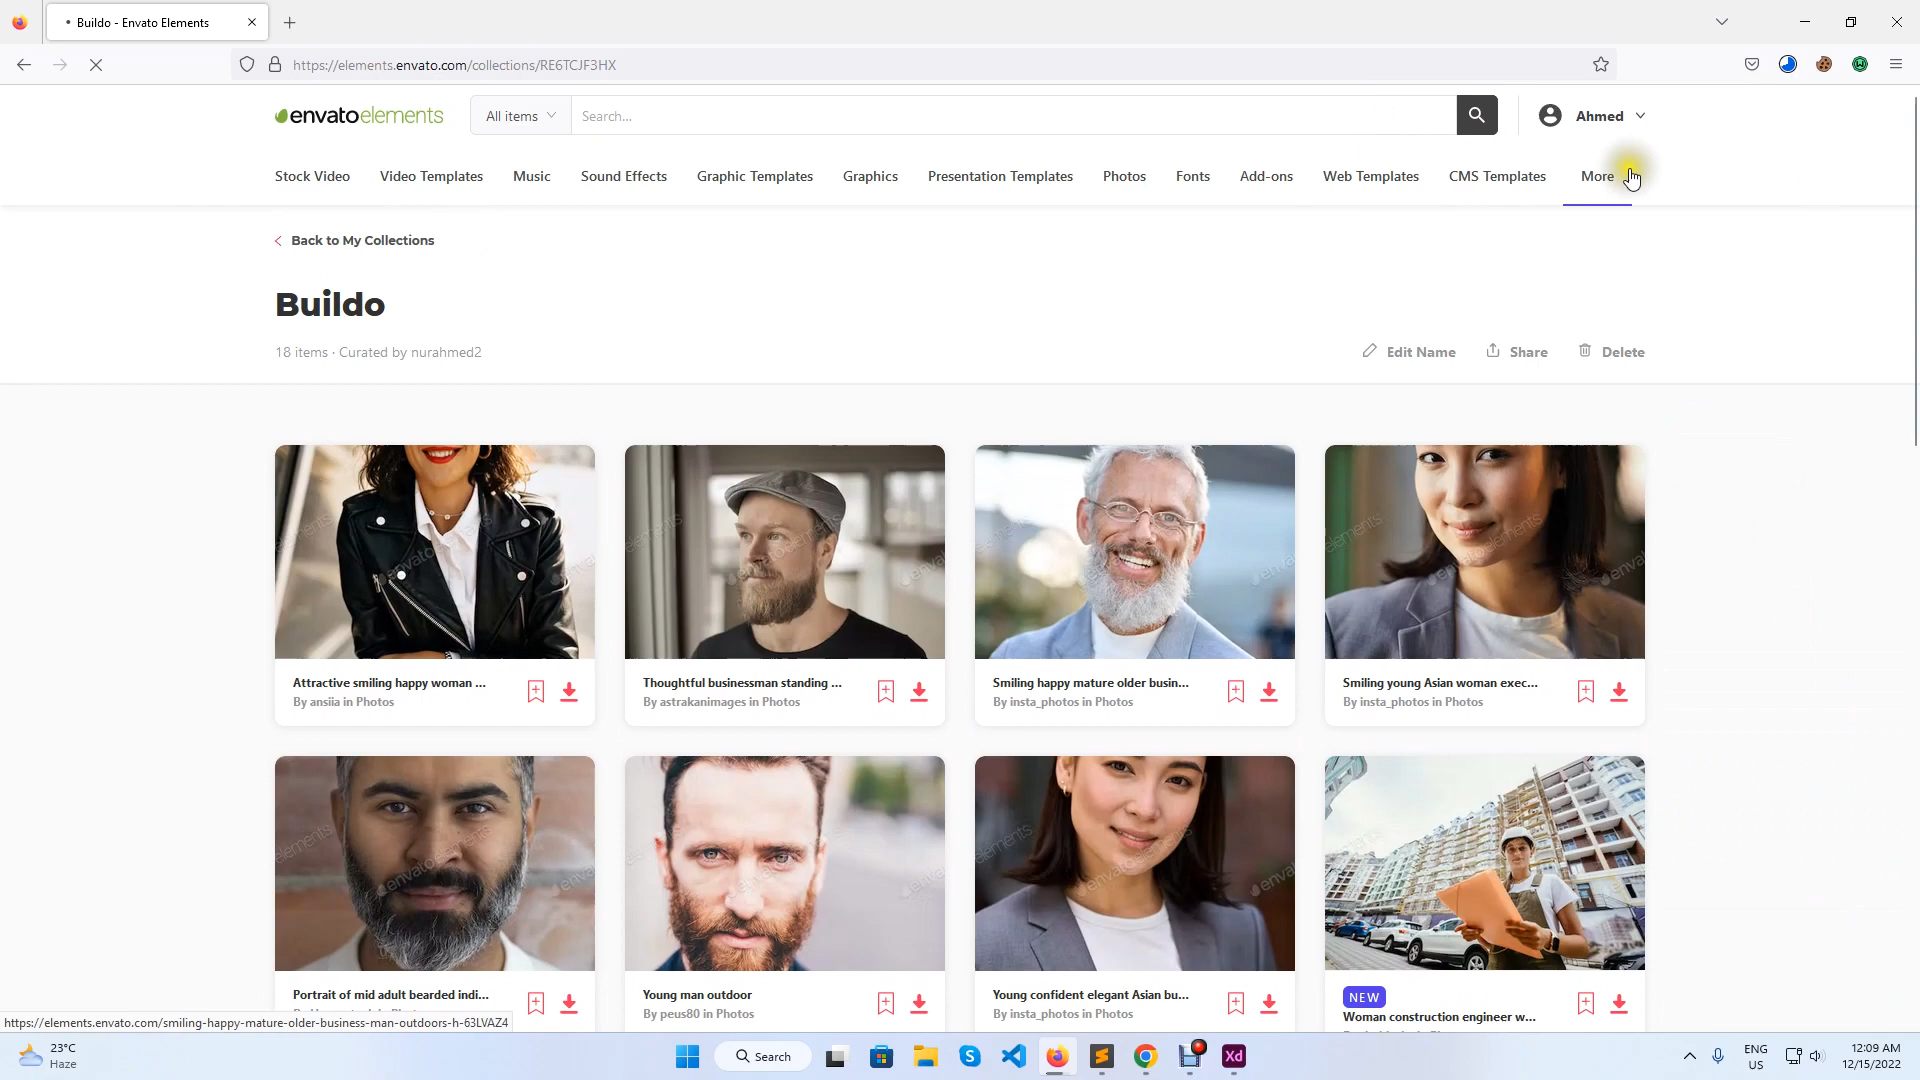 Buildo - Envato Elements
https://elements.envato.com/collections/RE6TCJF3HX
envatoelements
All items
Search...
Ahmed
Stock Video
Video Templates
Music
Sound Effects
Graphic Templates
Graphics
Presentation Templates
Photos
Fonts
Add-ons
Web Templates
CMS Templates
More
Back to My Collections
Buildo
18 items · Curated by nurahmed2
Edit Name
Share
Delete
Attractive smiling happy woman ...
By ansiia in Photos
Thoughtful businessman standing ...
By astrakanimages in Photos
Smiling happy mature older busin...
By insta_photos in Photos
Smiling young Asian woman exec...
By insta_photos in Photos
Portrait of mid adult bearded indi...
Young man outdoor
By peus80 in Photos
Young confident elegant Asian bu...
By insta_photos in Photos
NEW
Woman construction engineer w...
https://elements.envato.com/smiling-happy-mature-older-business-man-outdoors-h-63LVAZ4
23°C
Haze
Search
Xd
ENG
US
12:09 AM
12/15/2022